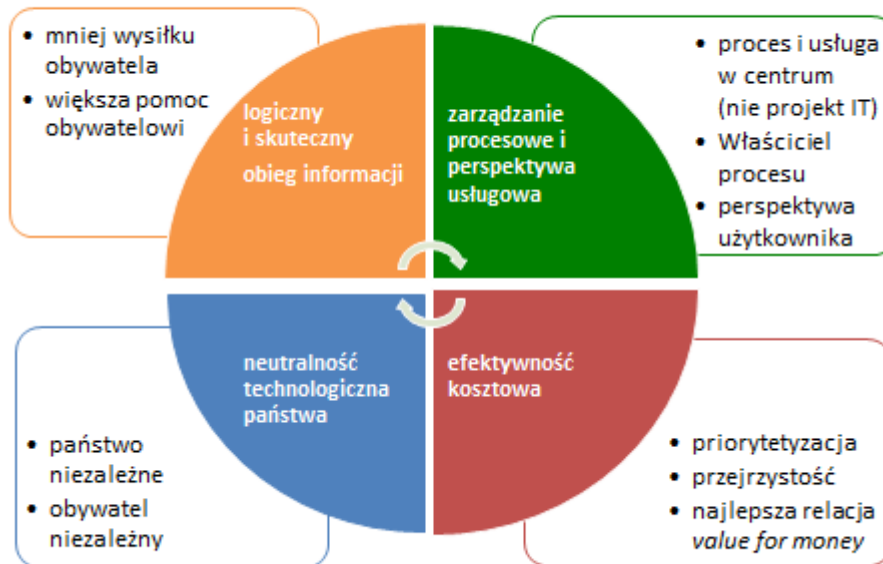 • mniej wysiłku
obywatela
• większa pomoc
obywatelowi
logiczny
i skuteczny
obieg informacji
zarządzanie
procesowe i
perspektywa
usługowa
• proces i usługa
w centrum
(nie projekt IT)
• Właściciel
procesu
• perspektywa
użytkownika
• państwo
niezależne
• obywatel
niezależny
neutralność
technologiczna
państwa
efektywność
kosztowa
• priorytetyzacja
• przejrzystość
• najlepsza relacja
value for money